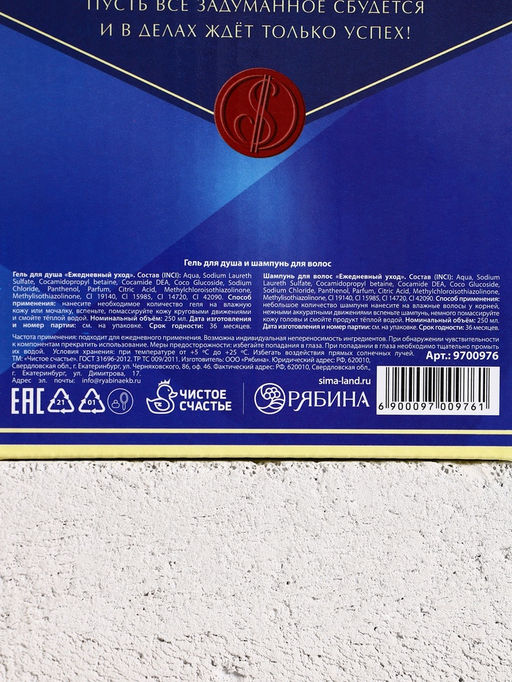 ПУСТЬ ВСЕ ЗАДУМАННОЕ СБУДЕТСЯ
И В ДЕЛАХ ЖДЁТ ТОЛЬКО УСПЕХ!
Гель для душа и шампунь для волос
Гель для душа «Ежедневный уход». Состав (INCI): Aqua, Sodium Laureth
Sulfate, Cocamidopropyl betaine, Cocamide DEA, Coco Glucoside, Sodium
Chloride, Panthenol, Parfum, Citric Acid, Methylchloroisothiazolinone,
Methylisothiazolinone, CI 19140, CI 15985, CI 14720, CI 42090. Способ
применения: нанесите необходимое количество геля на влажную
кожу или мочалку, вспеньте, помассируйте кожу круговыми движениями
и смойте тёплой водой. Номинальный объём: 250 мл. Дата изготовления
и номер партии: см. на упаковке. Срок годности: 36 месяцев.
Шампунь для волос «Ежедневный уход». Состав (INCI): Aqua, Sodium
Laureth Sulfate, Cocamidopropyl betaine, Cocamide DEA, Coco Glucoside,
Sodium Chloride, Panthenol, Parfum, Citric Acid, Methylchloroisothiazolinone,
Methylisothiazolinone, CI 19140, CI 15985, CI 14720, CI 42090. Способ применения:
небольшое количество шампуня нанесите на влажные волосы у корней,
нежными аккуратными движениями вспеньте шампунь, немного помассируйте
кожу головы и смойте продукт тёплой водой. Номинальный объём: 250 мл.
Дата изготовления и номер партии: см. на упаковке. Срок годности: 36 месяцев.
Частота применения: подходит для ежедневного применения. Возможна индивидуальная непереносимость ингредиентов. При обнаружении чувствительности
к компонентам прекратить использование. Меры предосторожности: избегайте попадания в глаза. При попадании в глаза необходимо тщательно промыть
их водой. Условия хранения: при температуре от +5 °C до +25 °C. Избегать воздействия прямых солнечных лучей.
ТМ: «Чистое счастье». ГОСТ 31696-2012. ТР ТС 009/2011. Изготовитель: ООО «Рябина». Юридический адрес: РФ, 620010,
Свердловская обл., г. Екатеринбург, ул. Черняховского, 86, оф. 46. Фактический адрес: РФ, 620010, Свердловская обл.,
г. Екатеринбург, ул. Димитрова, 17.
Адрес эл. почты: info@ryabinaekb.ru
Арт.: 9700976
sima-land.ru
EAC
21
01
ЧИСТОЕ
СЧАСТЬЕ
РЯБИНА
6 900097 009761